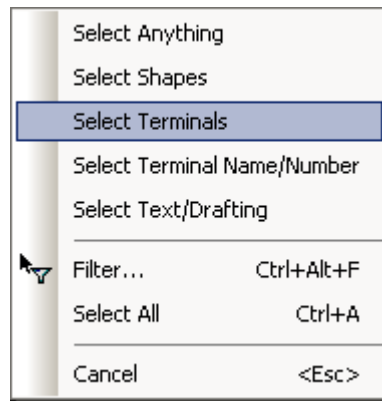 Select Anything
Select Shapes
Select Terminals
Select Terminal Name/Number
Select Text/Drafting
Filter... Ctrl+Alt+F
Select All Ctrl+A
Cancel <Esc>